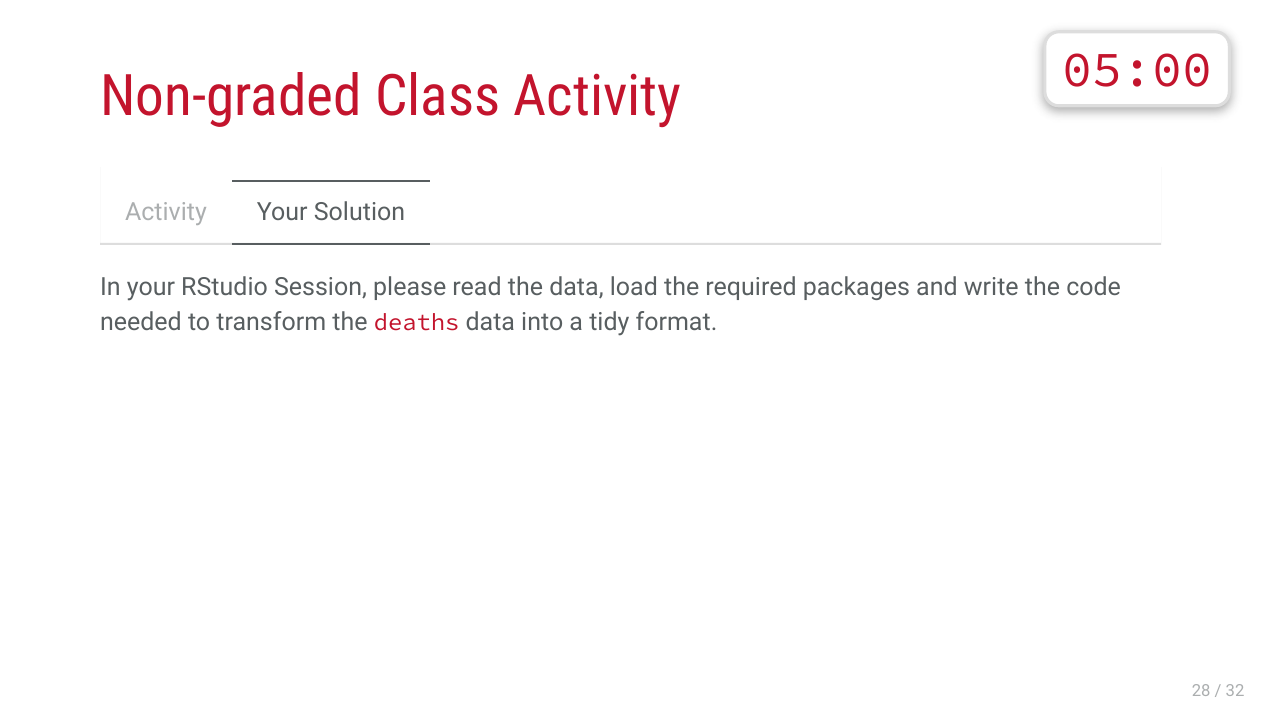 Non-graded Class Activity
05:00
Activity
Your Solution
In your RStudio Session, please read the data, load the required packages and write the code
needed to transform the deaths data into a tidy format.
28 / 32